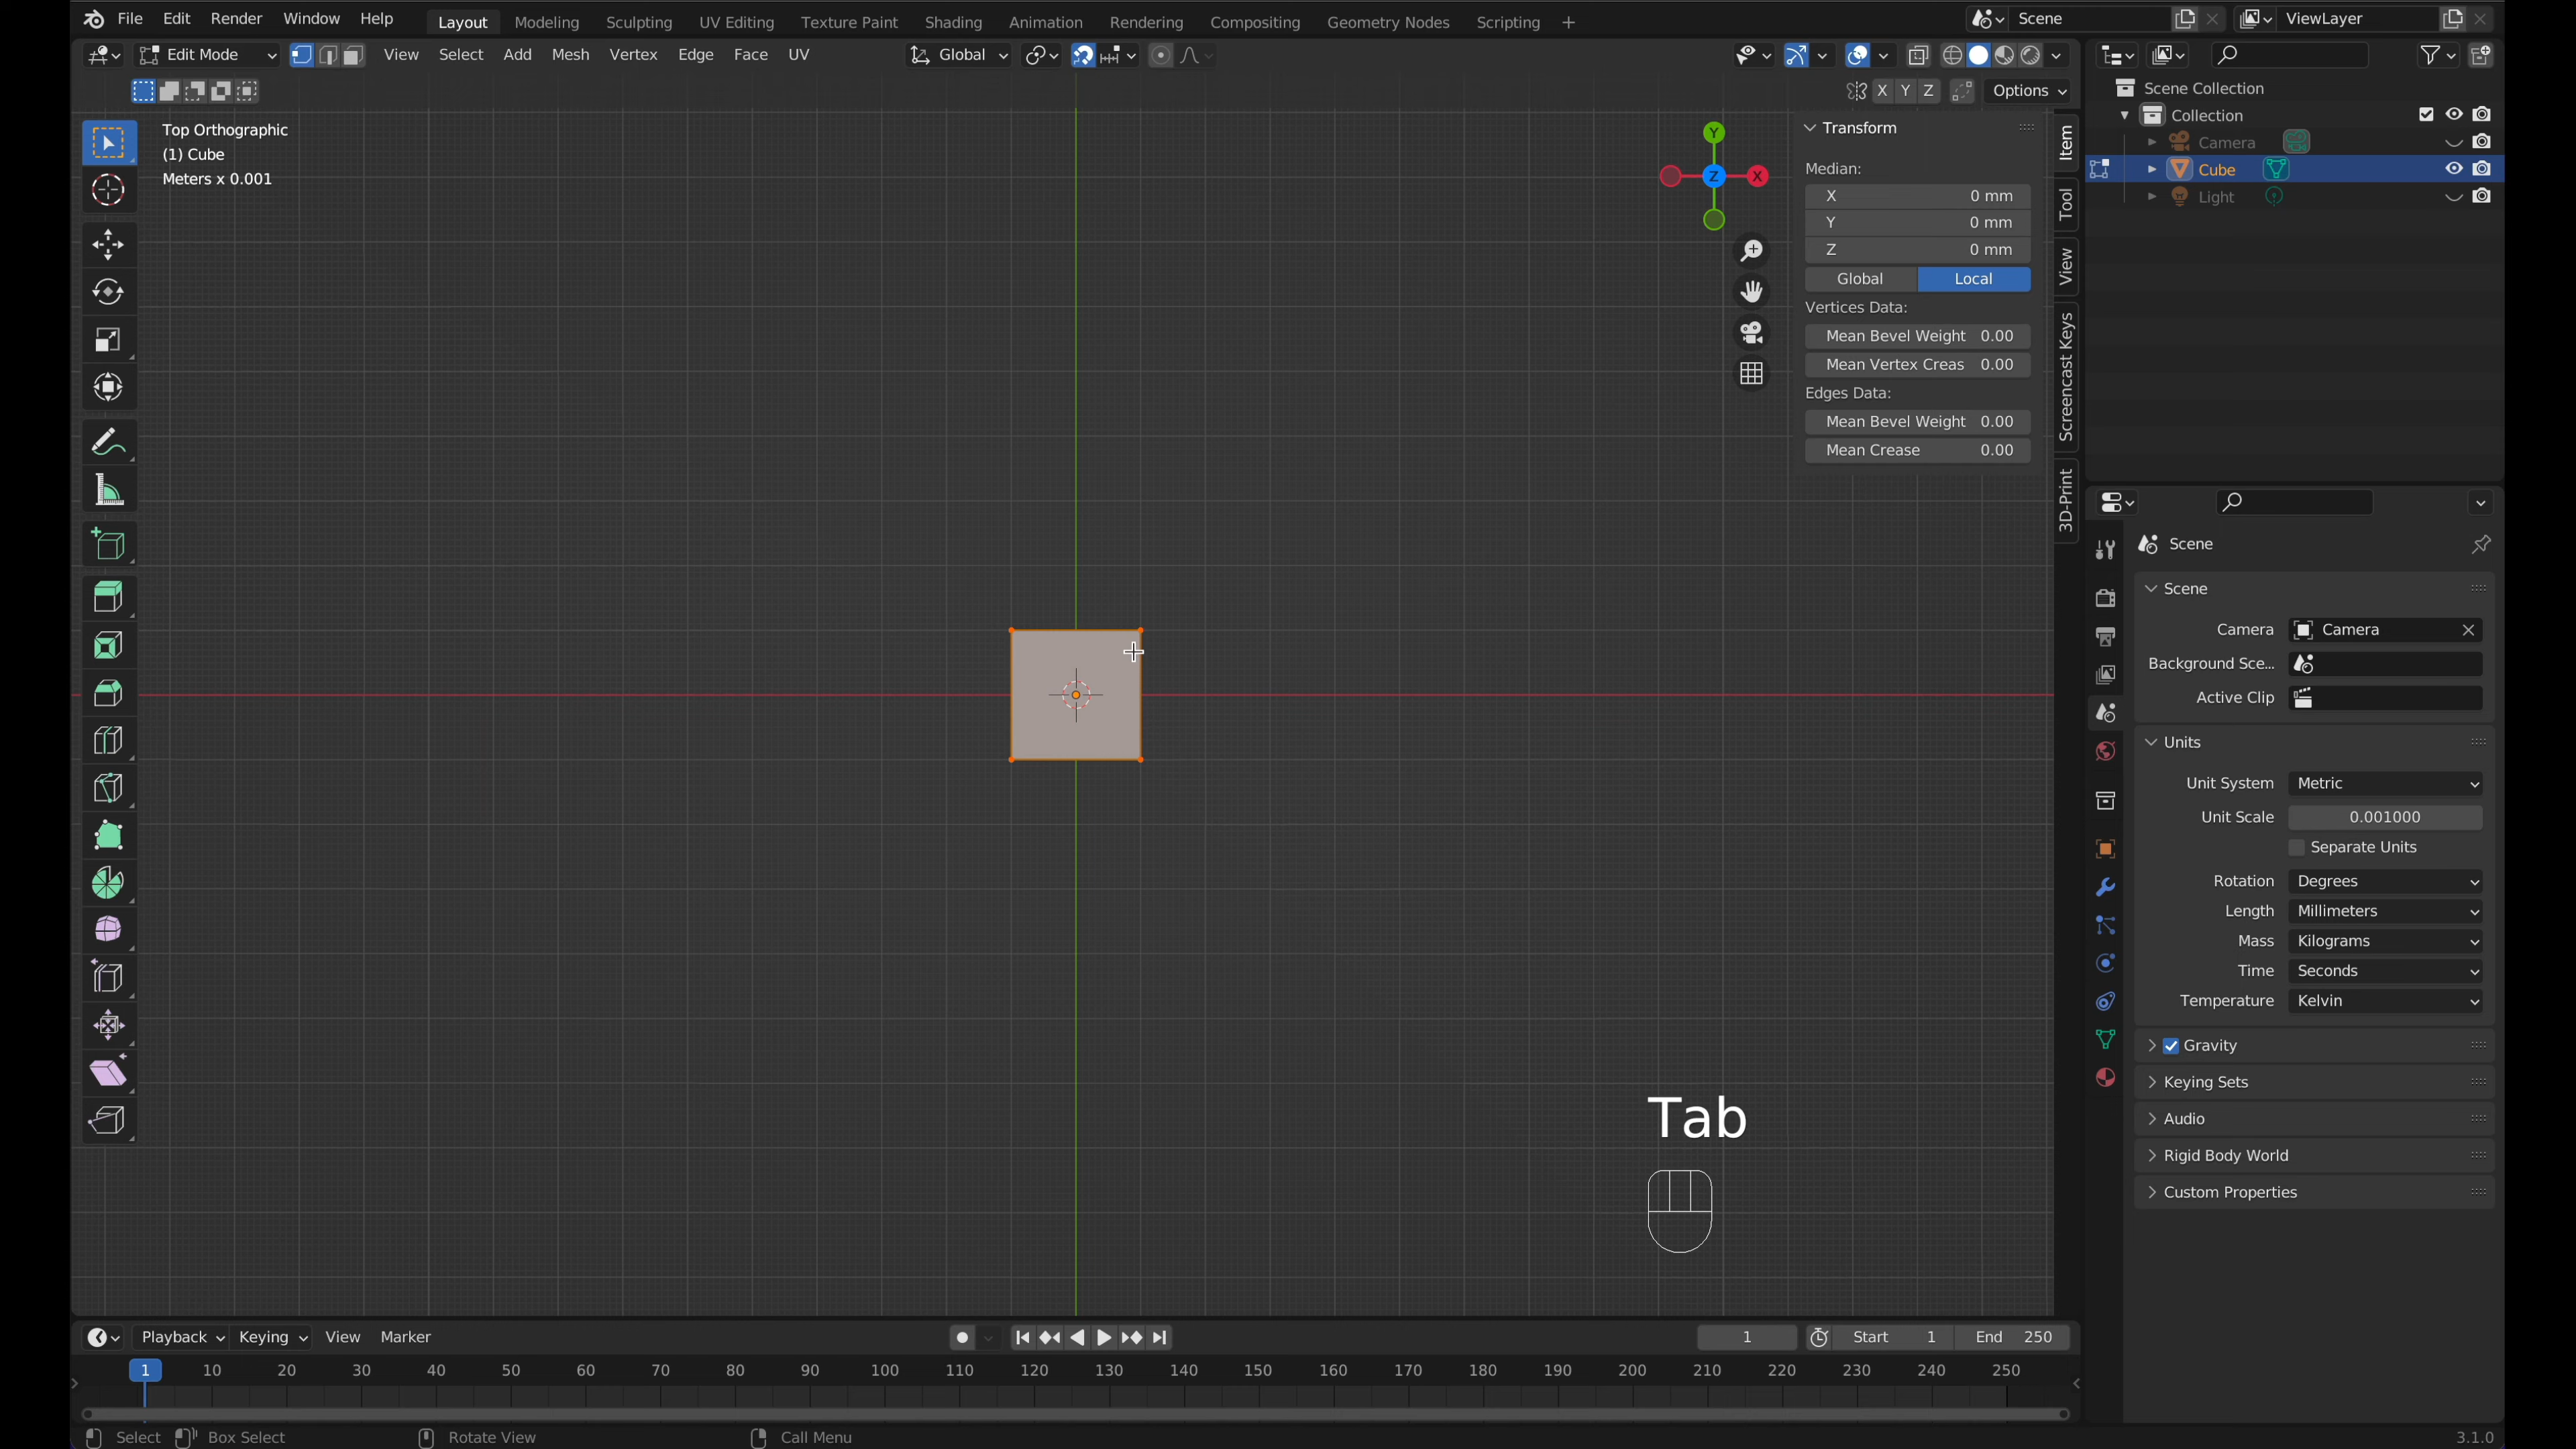 File Edit Render Window Help Layout Modeling Sculpting UV Editing Texture Paint Shading Animation Rendering Compositing Geometry Nodes Scripting + Scene ViewLayer
Edit Mode View Select Add Mesh Vertex Edge Face UV Global
X Y Z Options
Top Orthographic
(1) Cube
Meters x 0.001
Y
Z
X
Transform
Median:
X 0 mm
Y 0 mm
Z 0 mm
Global Local
Vertices Data:
Mean Bevel Weight 0.00
Mean Vertex Creas 0.00
Edges Data:
Mean Bevel Weight 0.00
Mean Crease 0.00
Item
Tool
View
Screencast Keys
3D-Print
Scene Collection
Collection
Camera
Cube
Light
Scene
Scene
Camera Camera
Background Sce...
Active Clip
Units
Unit System Metric
Unit Scale 0.001000
Separate Units
Rotation Degrees
Length Millimeters
Mass Kilograms
Time Seconds
Temperature Kelvin
Gravity
Keying Sets
Audio
Rigid Body World
Custom Properties
Tab
Playback Keying View Marker 1 Start 1 End 250
1 10 20 30 40 50 60 70 80 90 100 110 120 130 140 150 160 170 180 190 200 210 220 230 240 250
Select Box Select Rotate View Call Menu 3.1.0